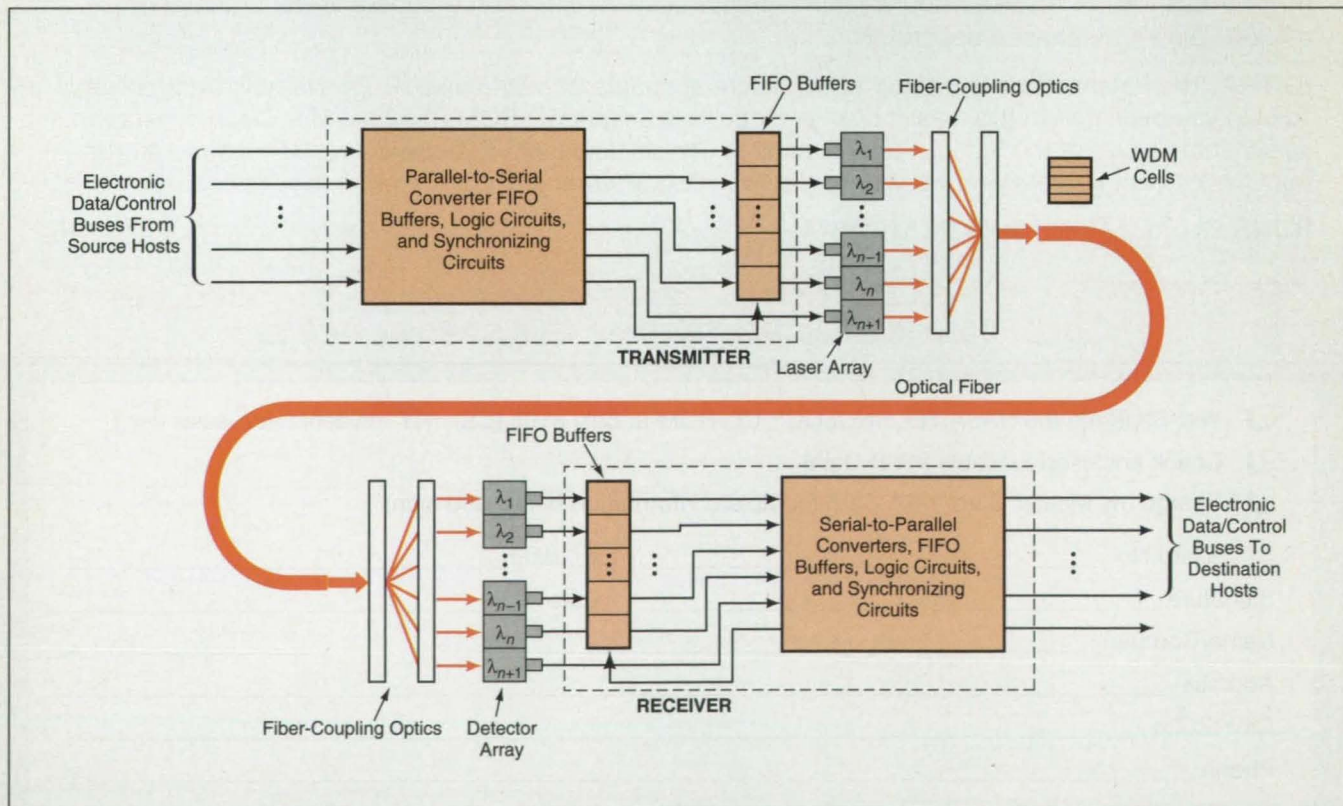 FIFO Buffers
Fiber-Coupling Optics
Electronic
Data/Control
Buses From
Source Hosts
Parallel-to-Serial
Converter FIFO
Buffers, Logic Circuits,
and Synchronizing
Circuits
λ1
λ2
λn−1
λn
λn+1
WDM
Cells
TRANSMITTER
Laser Array
Optical Fiber
FIFO Buffers
λ1
λ2
λn−1
λn
λn+1
Serial-to-Parallel
Converters, FIFO
Buffers, Logic Circuits,
and Synchronizing
Circuits
Electronic
Data/Control
Buses To
Destination
Hosts
RECEIVER
Fiber-Coupling Optics
Detector
Array